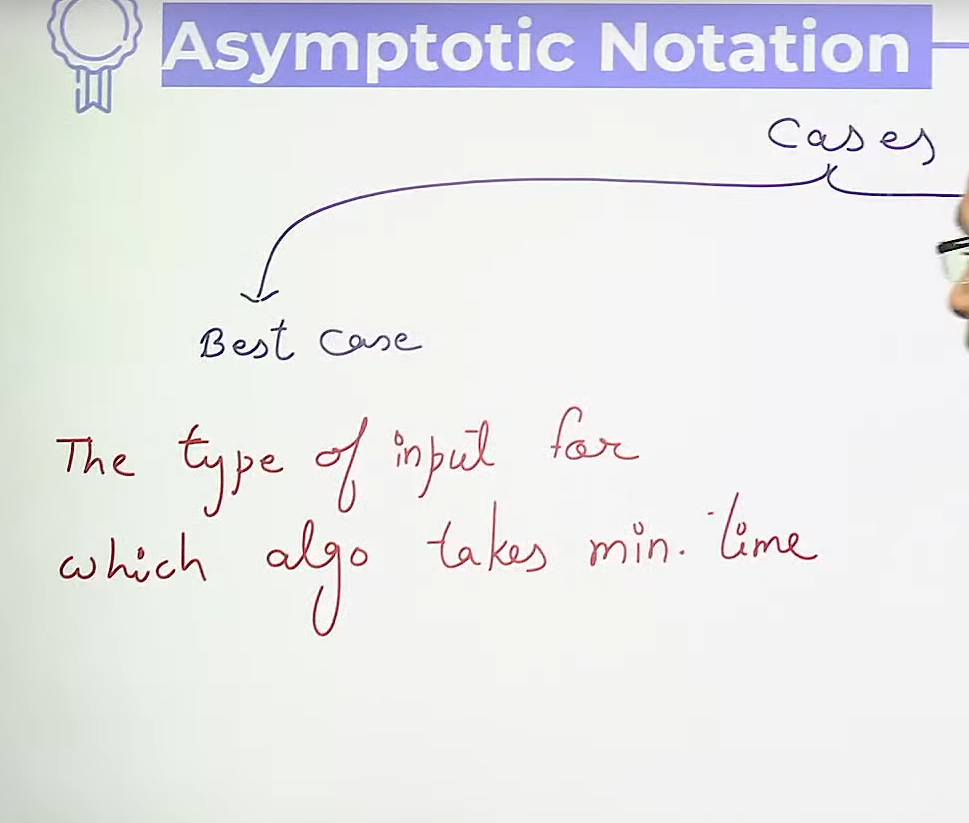 Asymptotic Notation
Cases
Best Case
The type of input for
which algo takes min. time